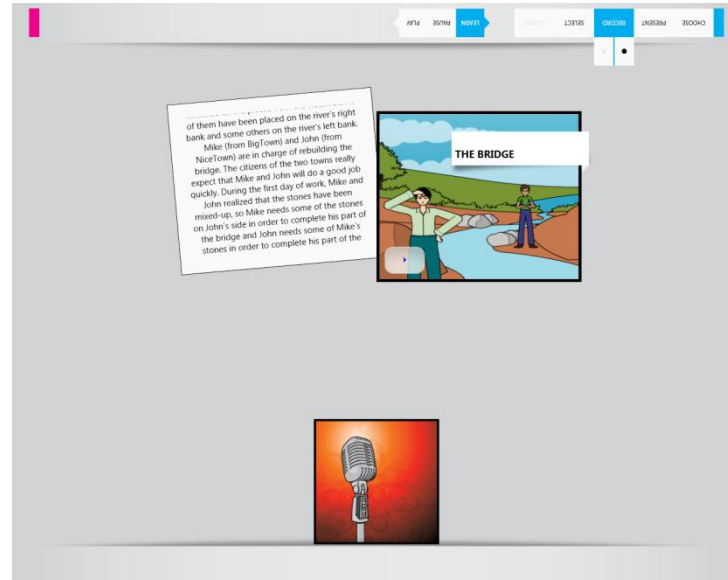 CHOOSE
PRESENT
RECORD
SELECT
LEARN
PAUSE
PLAY
of them have been placed on the river's right
bank and some others on the river's left bank.
Mike (from BigTown) and John (from
NiceTown) are in charge of rebuilding the
bridge. The citizens of the two towns really
expect that Mike and John will do a good job
quickly. During the first day of work, Mike and
John realized that the stones have been
mixed-up, so Mike needs some of the stones
on John's side in order to complete his part of
the bridge and John needs some of Mike's
stones in order to complete his part of the
THE BRIDGE